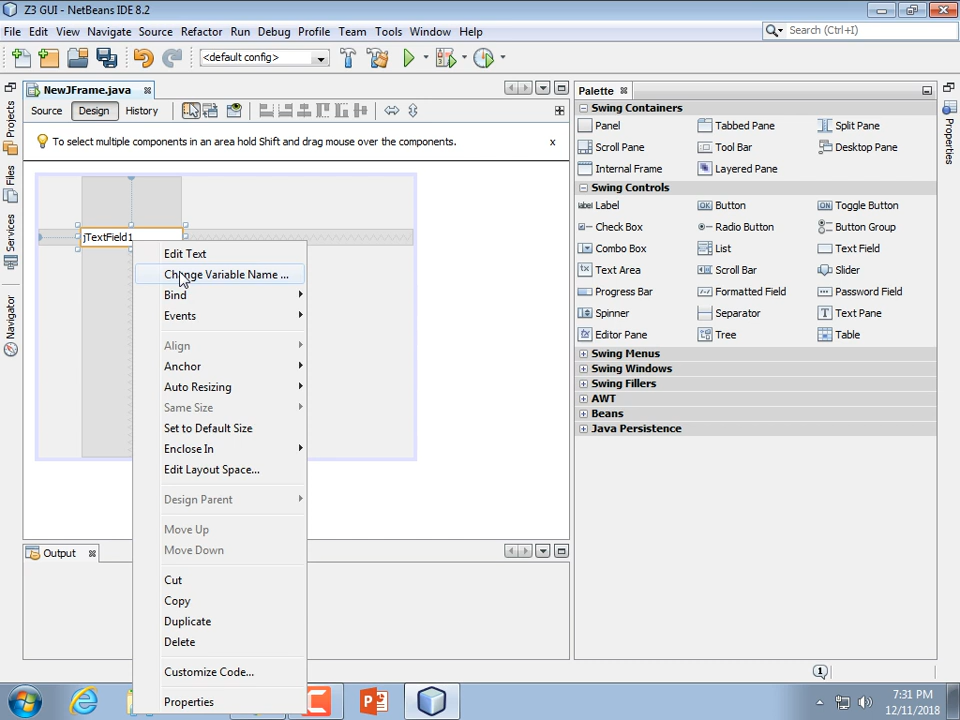 Z3 GUI - NetBeans IDE 8.2
File Edit View Navigate Source Refactor Run Debug Profile Team Tools Window Help
Search (Ctrl+I)
<default config>
NewJFrame.java
Source Design History
To select multiple components in an area hold Shift and drag mouse over the components.
x
Projects
Files
Services
Navigator
jTextField1
Edit Text
Change Variable Name ...
Bind
Events
Align
Anchor
Auto Resizing
Same Size
Set to Default Size
Enclose In
Edit Layout Space...
Design Parent
Move Up
Move Down
Cut
Copy
Duplicate
Delete
Customize Code...
Properties
Output
Palette
Swing Containers
Panel Tabbed Pane Split Pane
Scroll Pane Tool Bar Desktop Pane
Internal Frame Layered Pane
Swing Controls
label Label OK Button Toggle Button
Check Box Radio Button Button Group
Combo Box List Text Field
Text Area Scroll Bar Slider
Progress Bar Formatted Field Password Field
Spinner Separator T Text Pane
Editor Pane Tree Table
Swing Menus
Swing Windows
Swing Fillers
AWT
Beans
Java Persistence
Properties
1
7:31 PM
12/11/2018